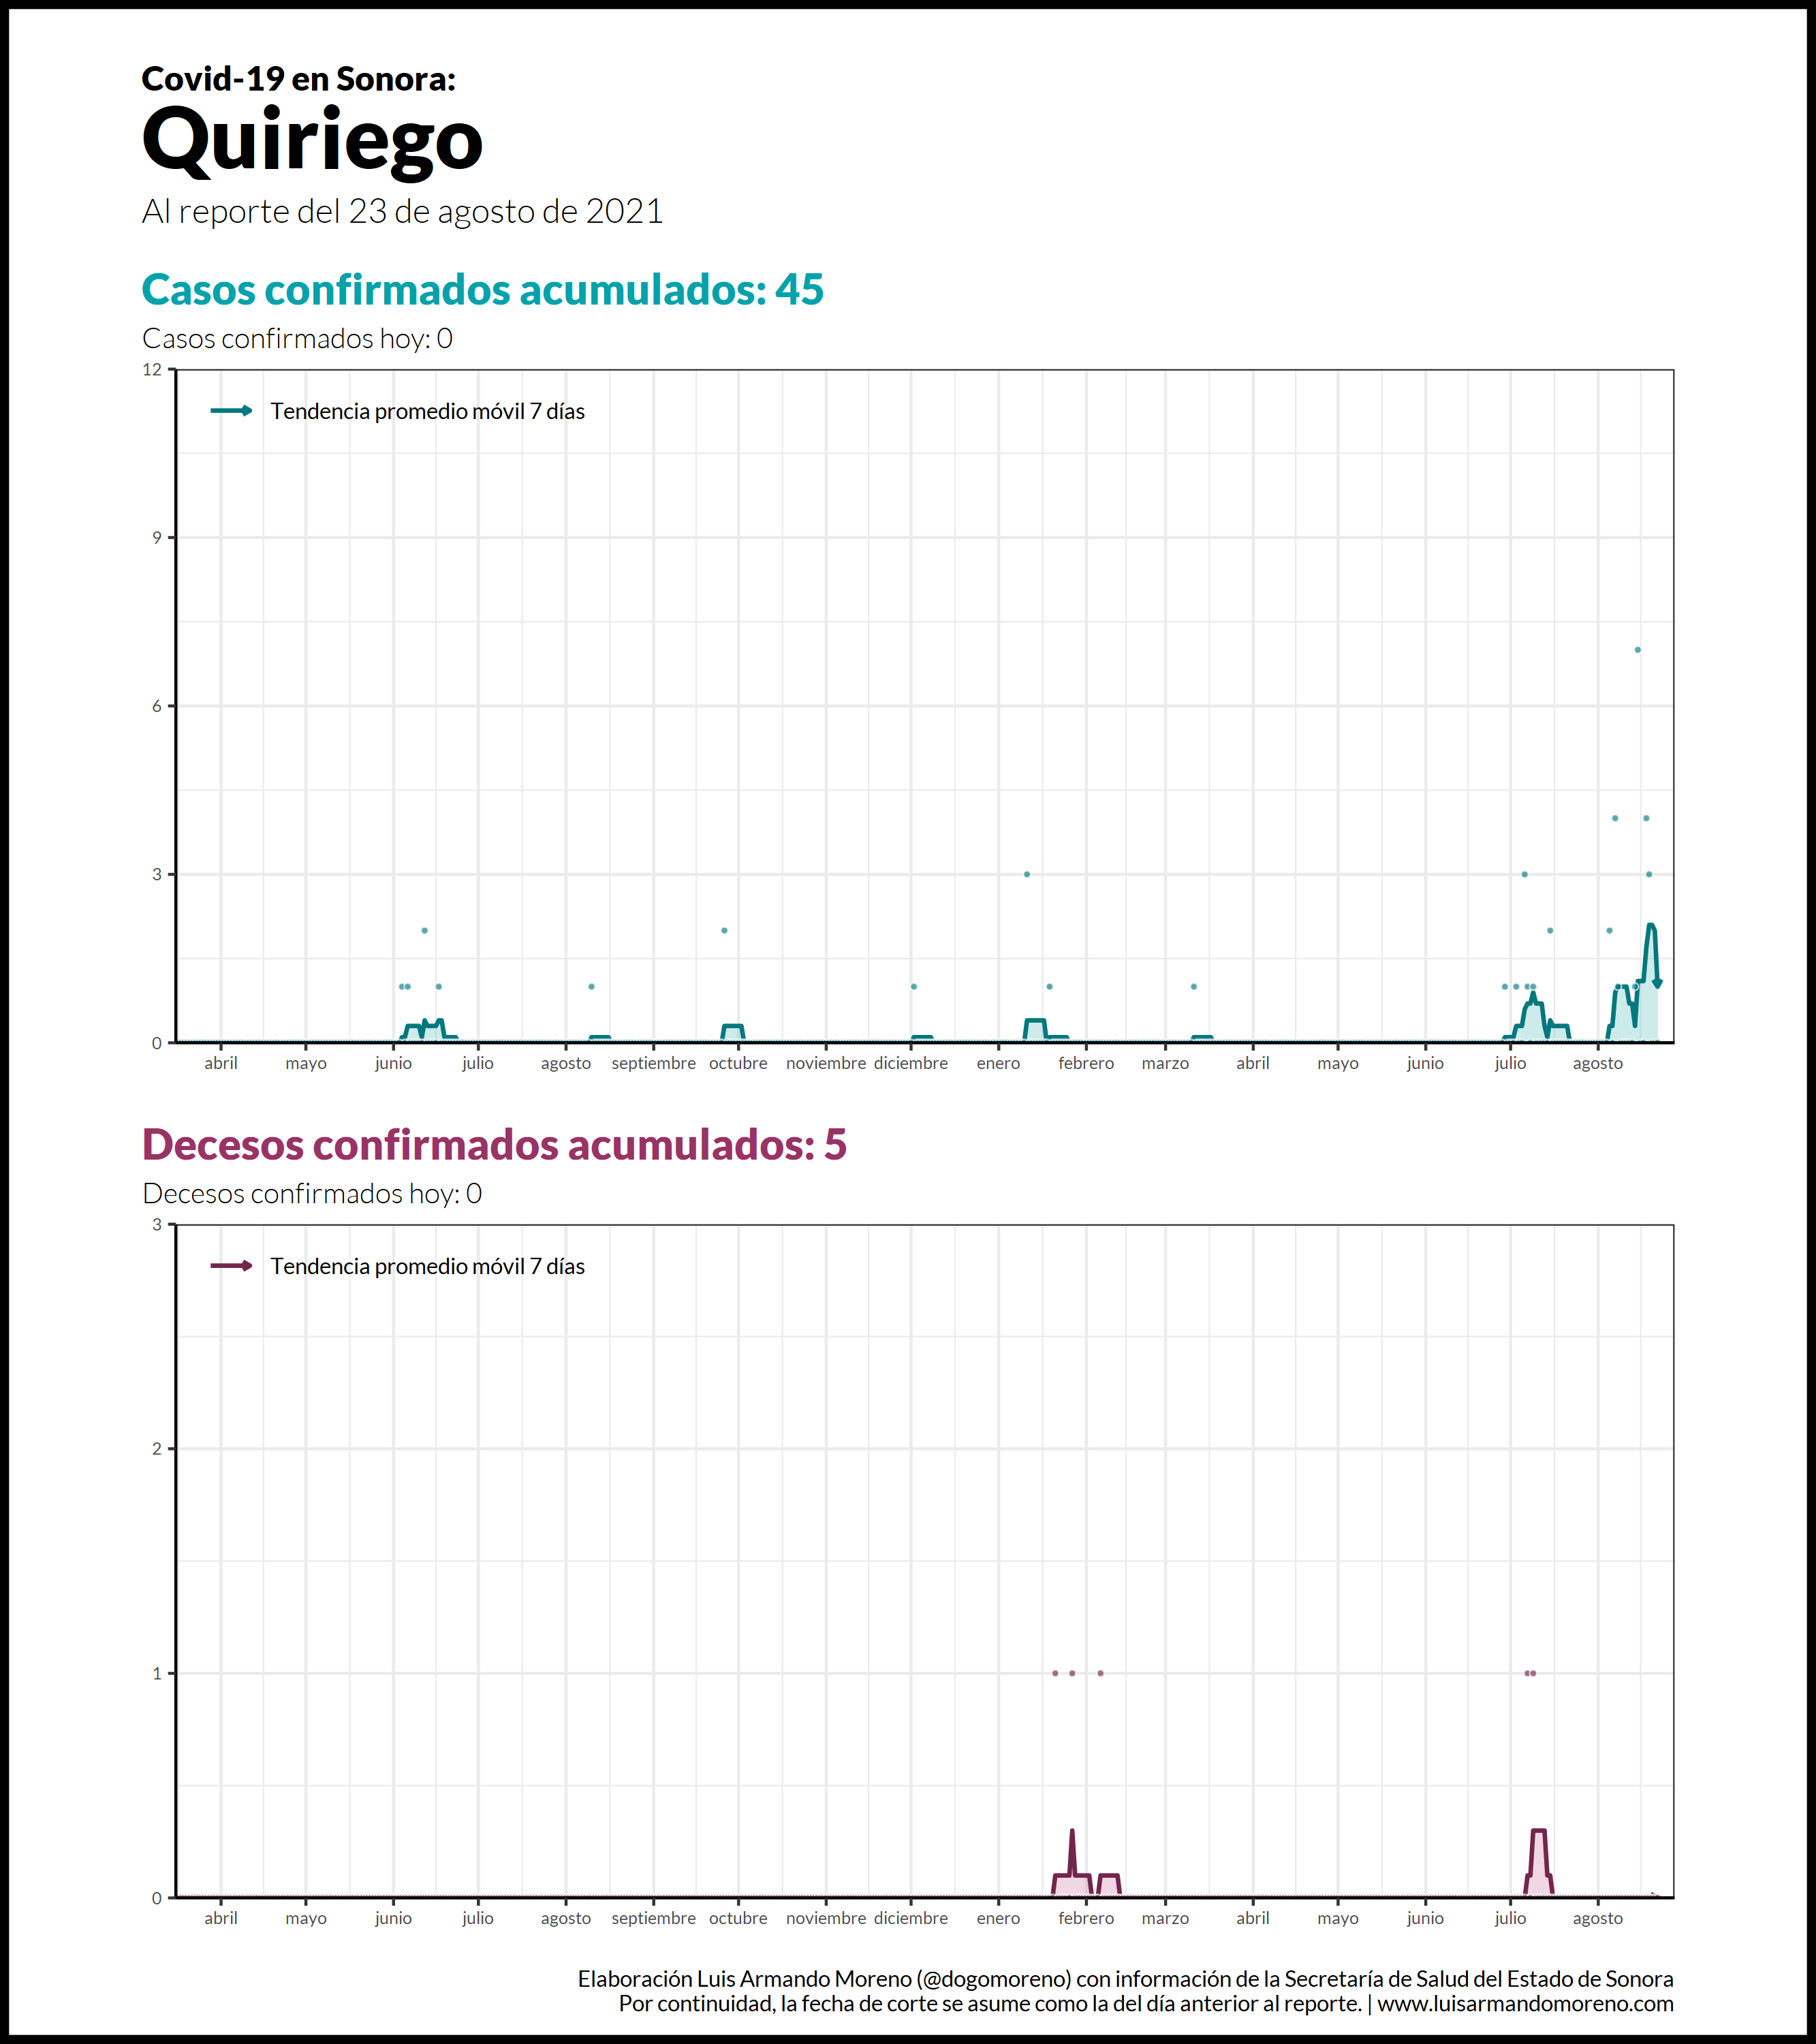 Covid-19 en Sonora:
Quiriego
Al reporte del 23 de agosto de 2021
Casos confirmados acumulados: 45
Casos confirmados hoy: 0
12
Tendencia promedio móvil 7 días
9
6
3
0
abril mayo junio julio agosto septiembre octubre noviembre diciembre enero febrero marzo abril mayo junio julio agosto
Decesos confirmados acumulados: 5
Decesos confirmados hoy: 0
3
Tendencia promedio móvil 7 días
2
1
0
abril mayo junio julio agosto septiembre octubre noviembre diciembre enero febrero marzo abril mayo junio julio agosto
Elaboración Luis Armando Moreno (@dogomoreno) con información de la Secretaría de Salud del Estado de Sonora
Por continuidad, la fecha de corte se asume como la del día anterior al reporte. | www.luisarmandomoreno.com